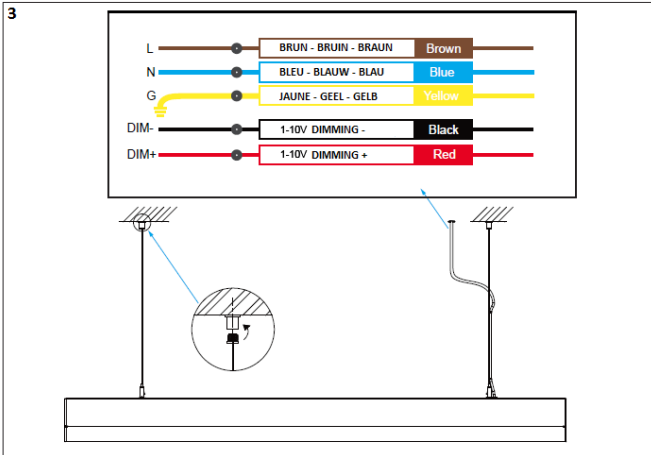 3
L BRUN - BRUIN - BRAUN Brown
N BLEU - BLAUW - BLAU Blue
G JAUNE - GEEL - GELB Yellow
DIM- 1-10V DIMMING - Black
DIM+ 1-10V DIMMING + Red